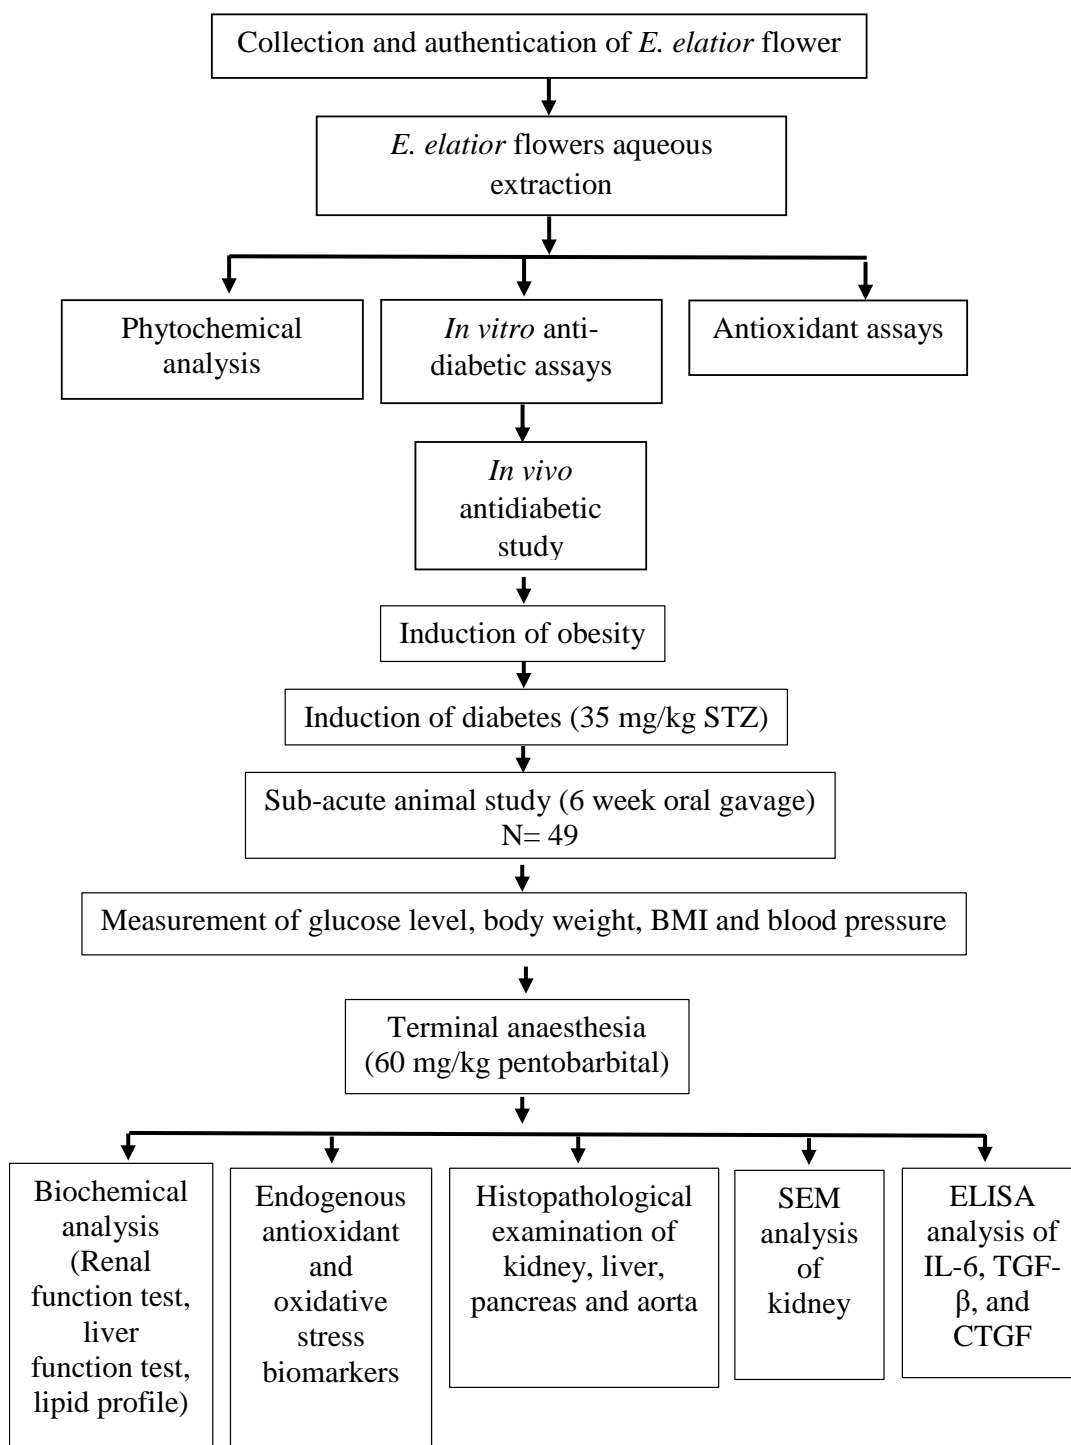 Collection and authentication of E. elatior flower
E. elatior flowers aqueous
extraction
Phytochemical
analysis
In vitro anti-
diabetic assays
Antioxidant assays
In vivo
antidiabetic
study
Induction of obesity
Induction of diabetes (35 mg/kg STZ)
Sub-acute animal study (6 week oral gavage)
N= 49
Measurement of glucose level, body weight, BMI and blood pressure
Terminal anaesthesia
(60 mg/kg pentobarbital)
Biochemical
analysis
(Renal
function test,
liver
function test,
lipid profile)
Endogenous
antioxidant
and
oxidative
stress
biomarkers
Histopathological
examination of
kidney, liver,
pancreas and aorta
SEM
analysis
of
kidney
ELISA
analysis of
IL-6, TGF-
β, and
CTGF